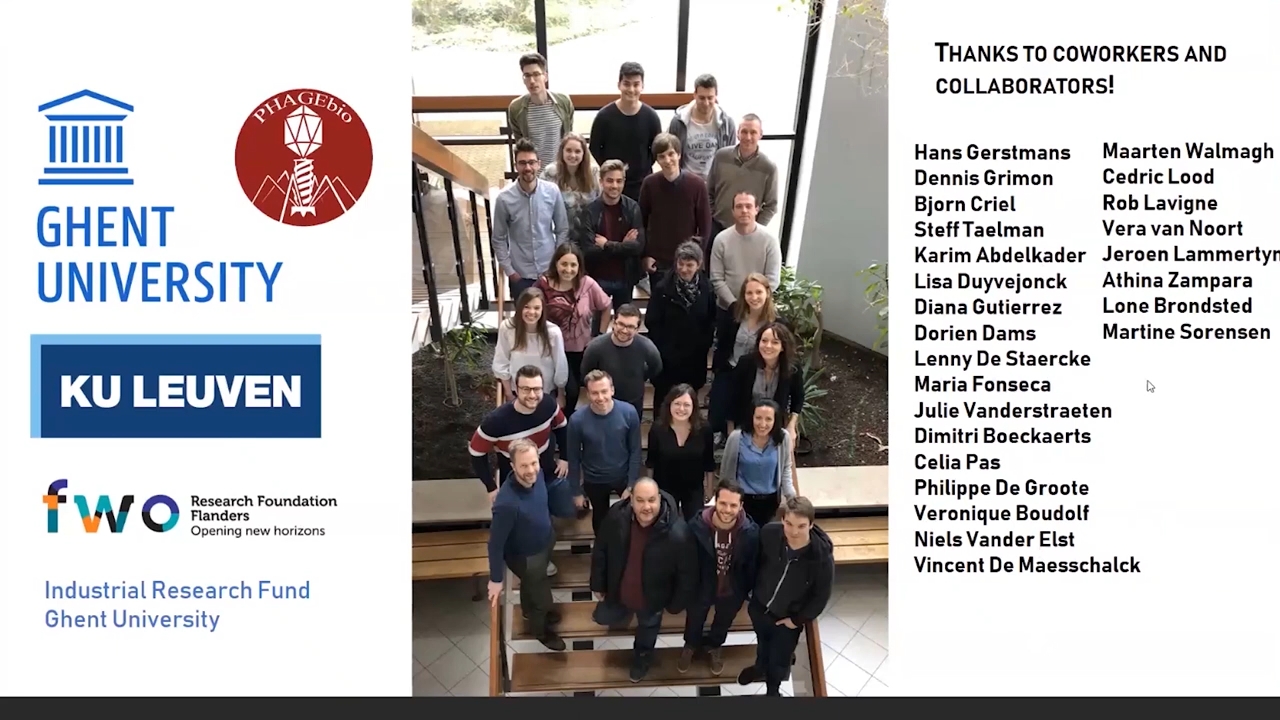 PHAGEbio
GHENT
UNIVERSITY
KU LEUVEN
fwo
Research Foundation
Flanders
Opening new horizons
Industrial Research Fund
Ghent University
THANKS TO COWORKERS AND
COLLABORATORS!
Hans Gerstmans
Dennis Grimon
Bjorn Criel
Steff Taelman
Karim Abdelkader
Lisa Duyvejonck
Diana Gutierrez
Dorien Dams
Lenny De Staercke
Maria Fonseca
Julie Vanderstraeten
Dimitri Boeckaerts
Celia Pas
Philippe De Groote
Veronique Boudolf
Niels Vander Elst
Vincent De Maesschalck
Maarten Walmagh
Cedric Lood
Rob Lavigne
Vera van Noort
Jeroen Lammertyn
Athina Zampara
Lone Brondsted
Martine Sorensen